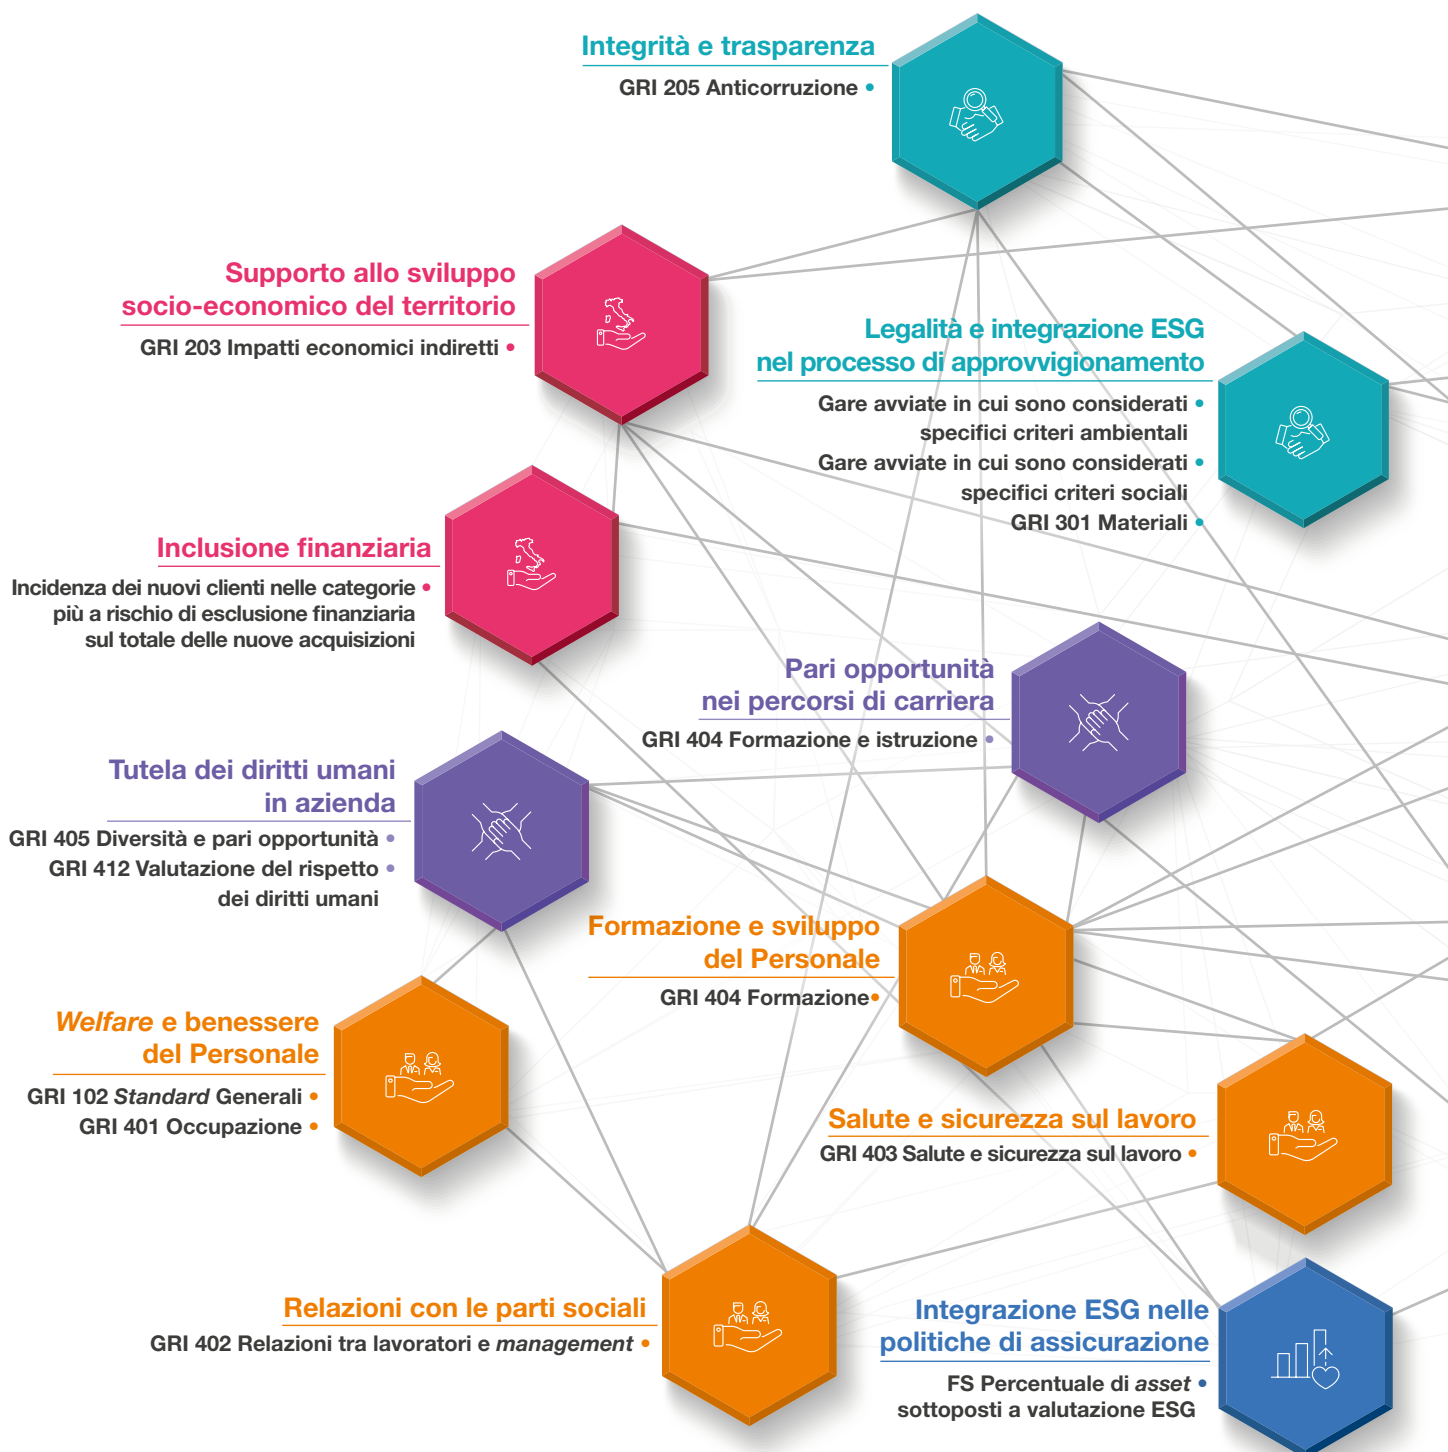 Integrità e trasparenza
GRI 205 Anticorruzione •
Supporto allo sviluppo
socio-economico del territorio
GRI 203 Impatti economici indiretti •
Legalità e integrazione ESG
nel processo di approvvigionamento
Gare avviate in cui sono considerati •
specifici criteri ambientali
Gare avviate in cui sono considerati •
specifici criteri sociali
GRI 301 Materiali •
Inclusione finanziaria
Incidenza dei nuovi clienti nelle categorie •
più a rischio di esclusione finanziaria
sul totale delle nuove acquisizioni
Pari opportunità
nei percorsi di carriera
GRI 404 Formazione e istruzione •
Tutela dei diritti umani
in azienda
GRI 405 Diversità e pari opportunità •
GRI 412 Valutazione del rispetto •
dei diritti umani
Formazione e sviluppo
del Personale
GRI 404 Formazione •
Welfare e benessere
del Personale
GRI 102 Standard Generali •
GRI 401 Occupazione •
Salute e sicurezza sul lavoro
GRI 403 Salute e sicurezza sul lavoro •
Relazioni con le parti sociali
GRI 402 Relazioni tra lavoratori e management •
Integrazione ESG nelle
politiche di assicurazione
FS Percentuale di asset •
sottoposti a valutazione ESG